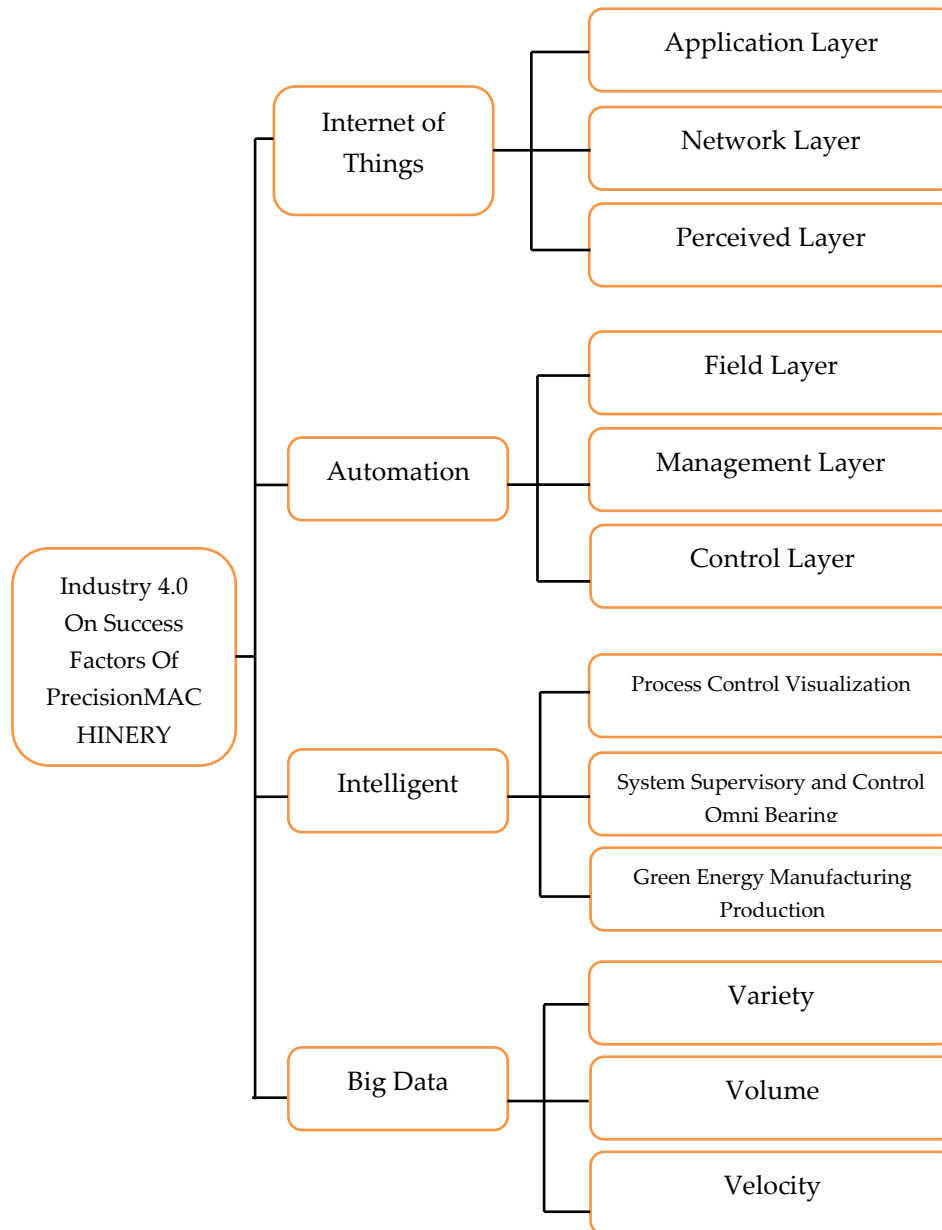 Industry 4.0
On Success
Factors Of
PrecisionMAC
HINERY
Internet of
Things
Application Layer
Network Layer
Perceived Layer
Automation
Field Layer
Management Layer
Control Layer
Intelligent
Process Control Visualization
System Supervisory and Control
Omni Bearing
Green Energy Manufacturing
Production
Big Data
Variety
Volume
Velocity